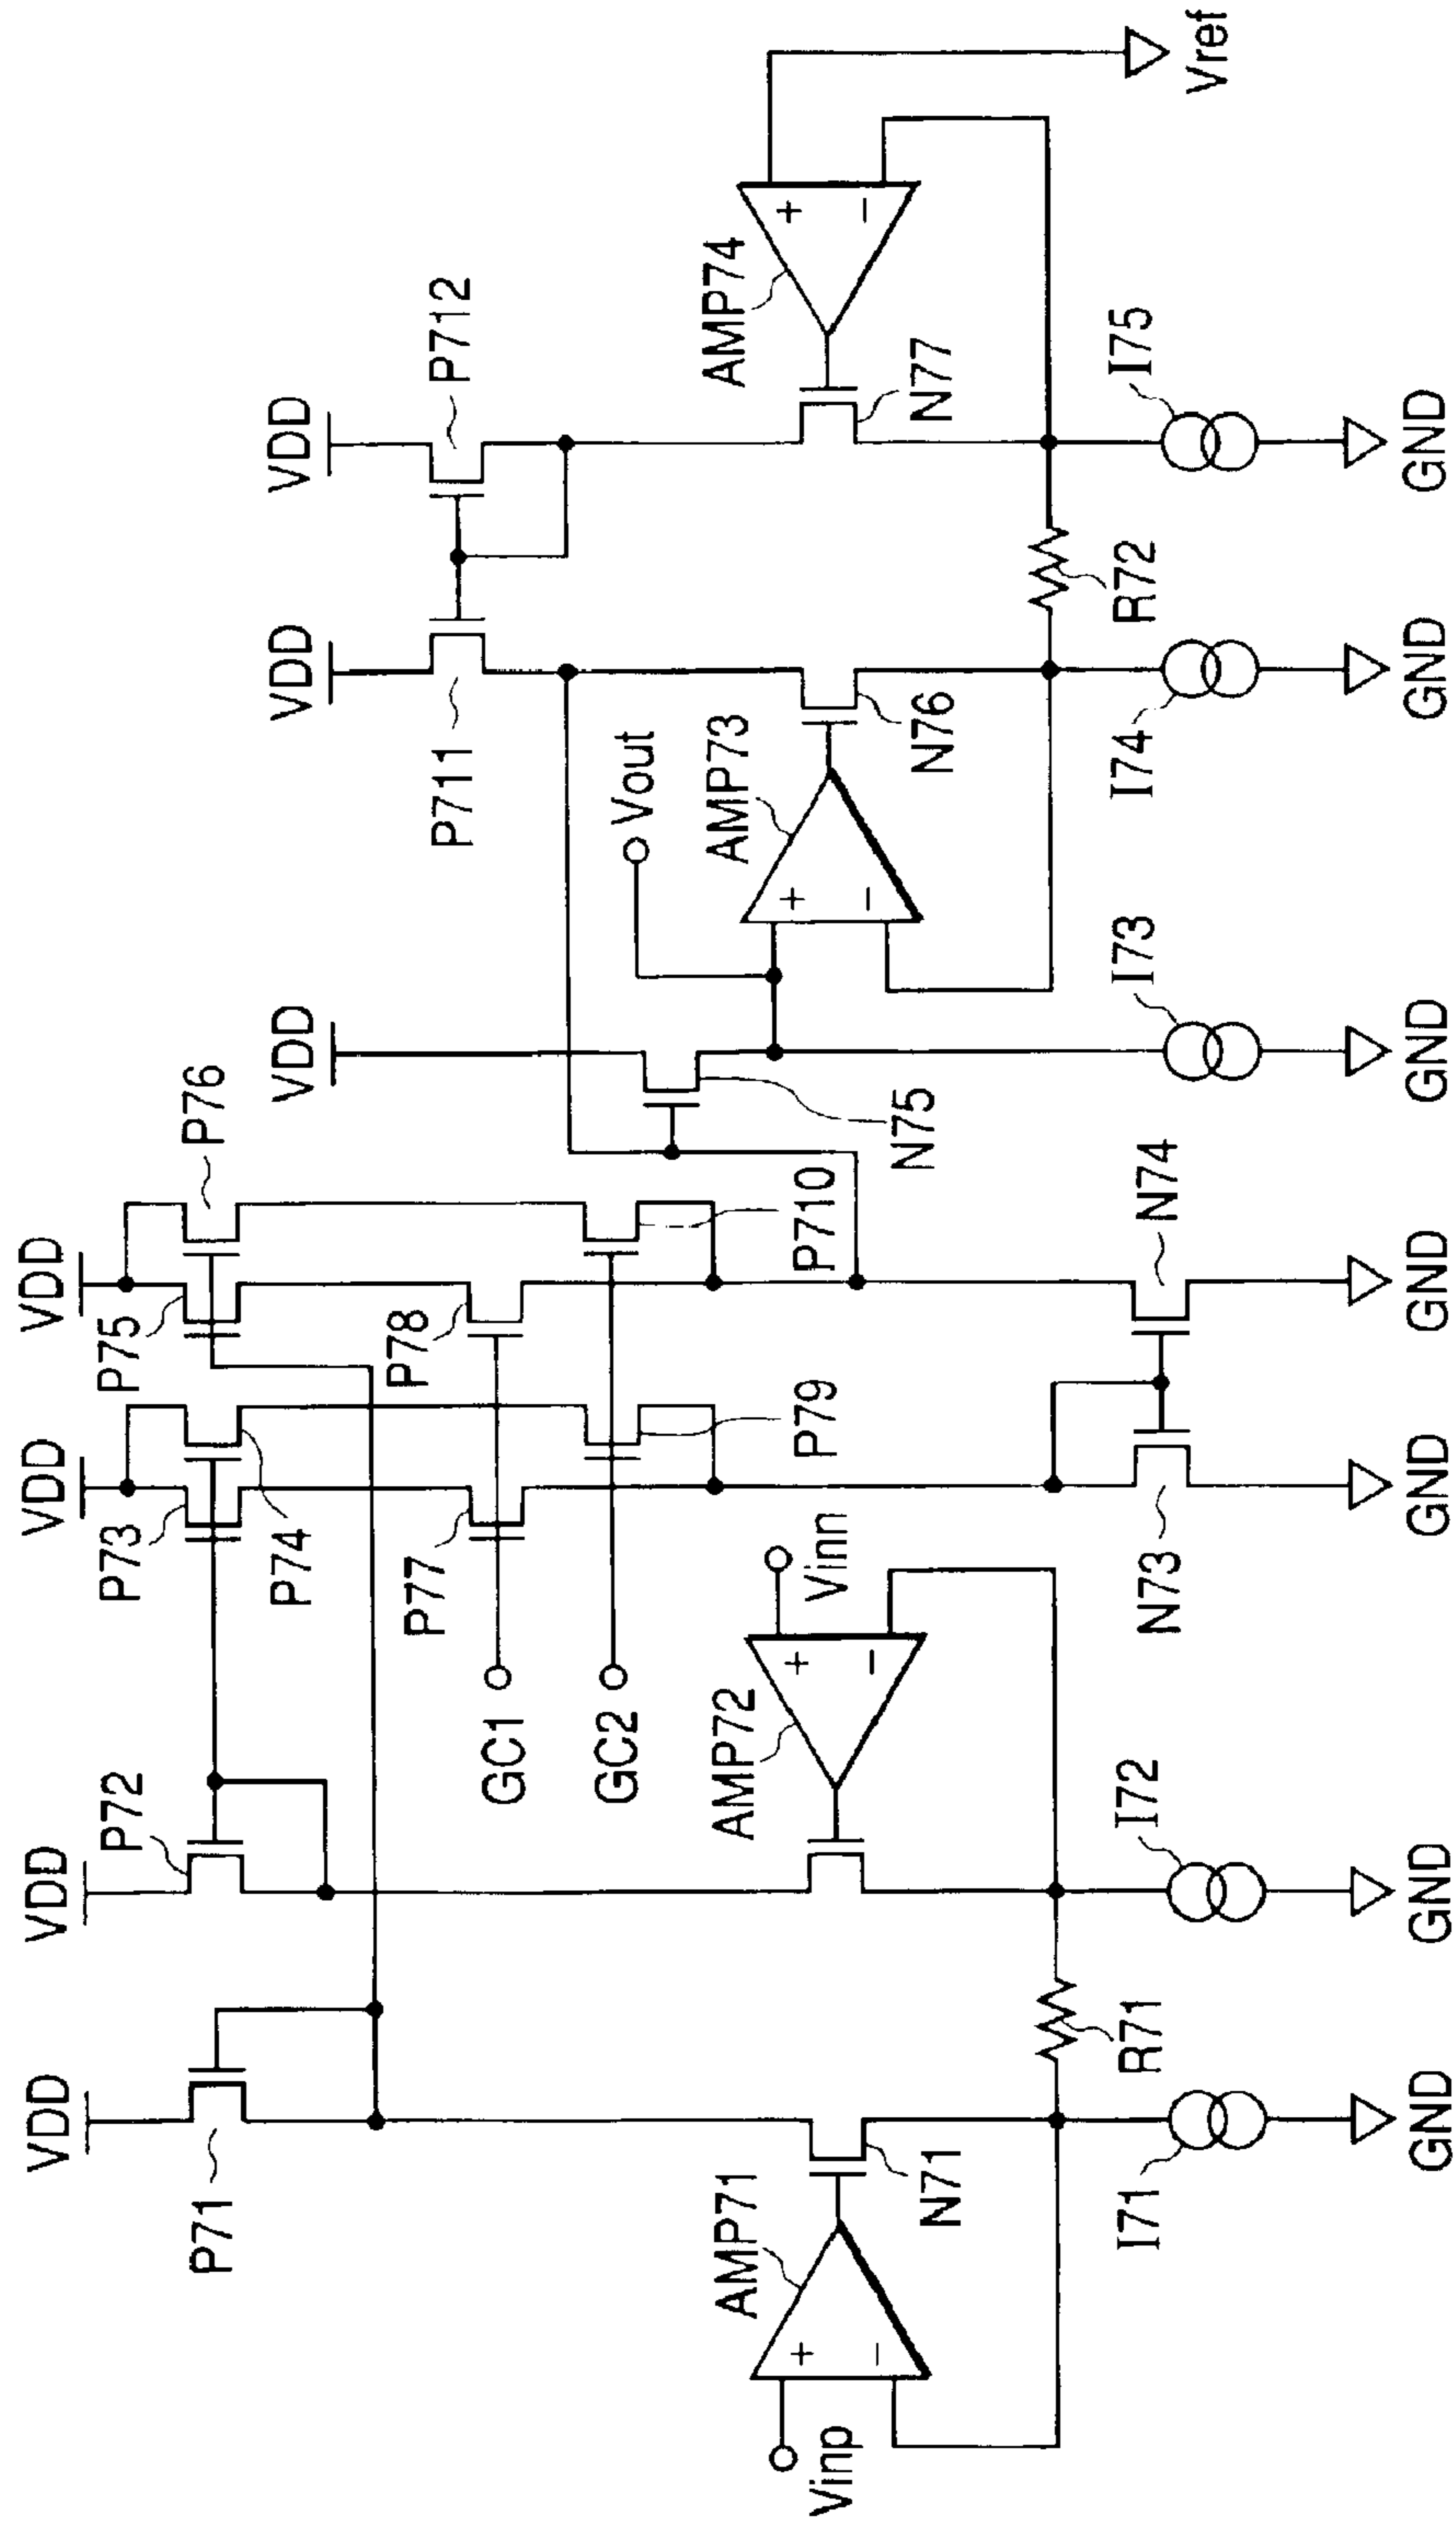 VDD
VDD
VDD
VDD
P71
P72
P73
P74
P75
P76
P77
P78
P79
P710
GC1
GC2
VDD
VDD
VDD
P711
P712
Vinp
AMP71
+
−
N71
AMP72
+
−
Vinn
N75
Vout
AMP73
+
−
N76
AMP74
+
−
N77
Vref
R71
R72
I71
I72
N73
N74
I73
I74
I75
GND
GND
GND
GND
GND
GND
GND